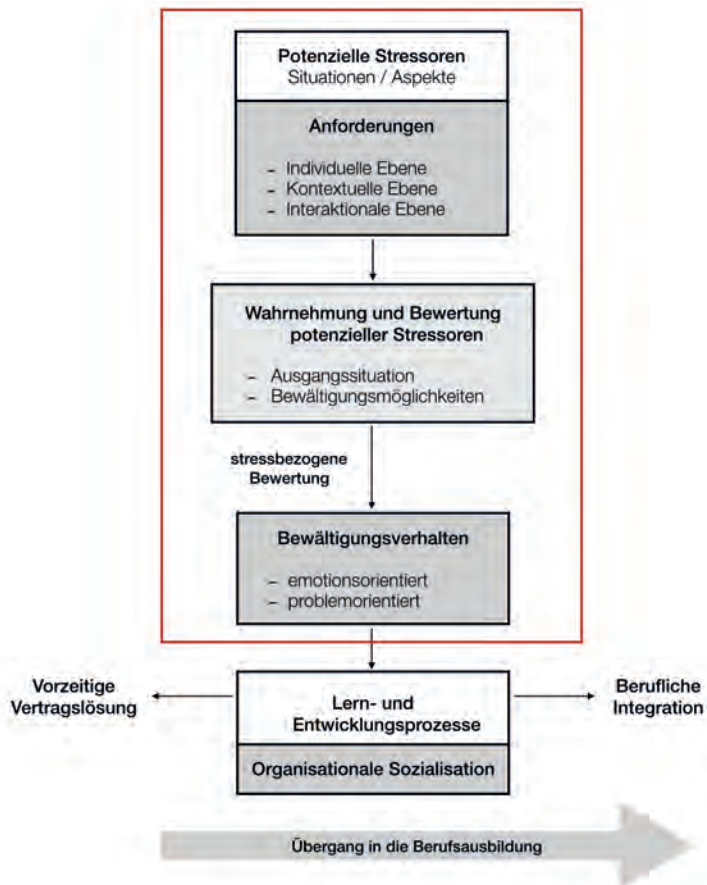 Potenzielle Stressoren
Situationen / Aspekte
Anforderungen
– Individuelle Ebene
– Kontextuelle Ebene
– Interaktionale Ebene
Wahrnehmung und Bewertung
potenzieller Stressoren
– Ausgangssituation
– Bewältigungsmöglichkeiten
stressbezogene
Bewertung
Bewältigungsverhalten
– emotionsorientiert
– problemorientiert
Vorzeitige
Vertragslösung
Lern- und
Entwicklungsprozesse
Organisationale Sozialisation
Berufliche
Integration
Übergang in die Berufsausbildung